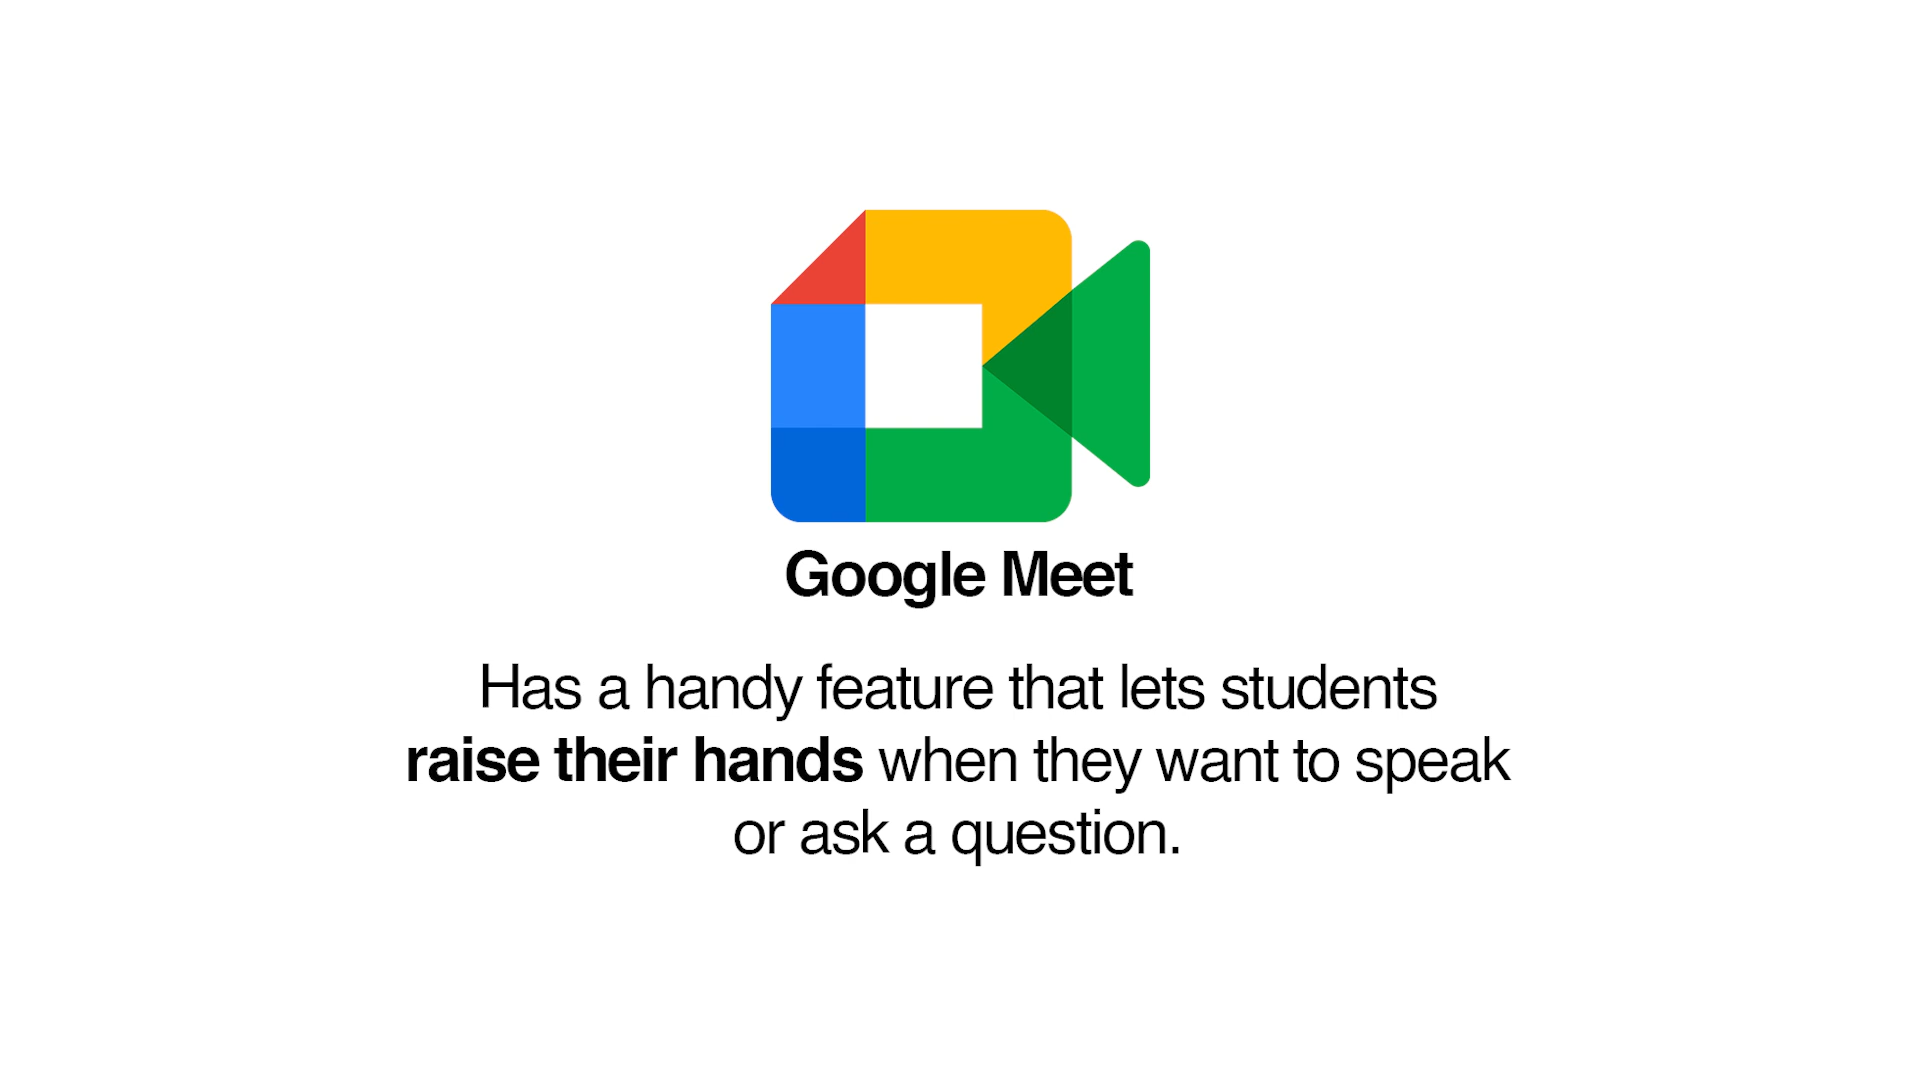 Google Meet
Has a handy feature that lets students
raise their hands when they want to speak
or ask a question.